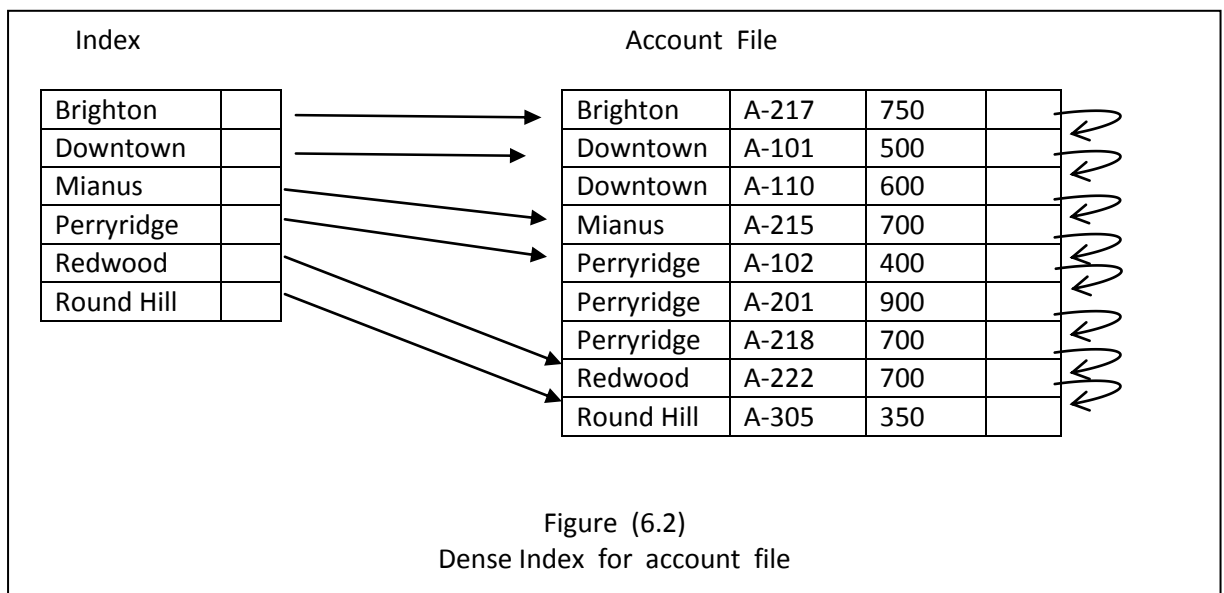 Index Account File
Brighton
Downtown
Mianus
Perryridge
Redwood
Round Hill
Brighton A-217 750
Downtown A-101 500
Downtown A-110 600
Mianus A-215 700
Perryridge A-102 400
Perryridge A-201 900
Perryridge A-218 700
Redwood A-222 700
Round Hill A-305 350
Figure (6.2)
Dense Index for account file